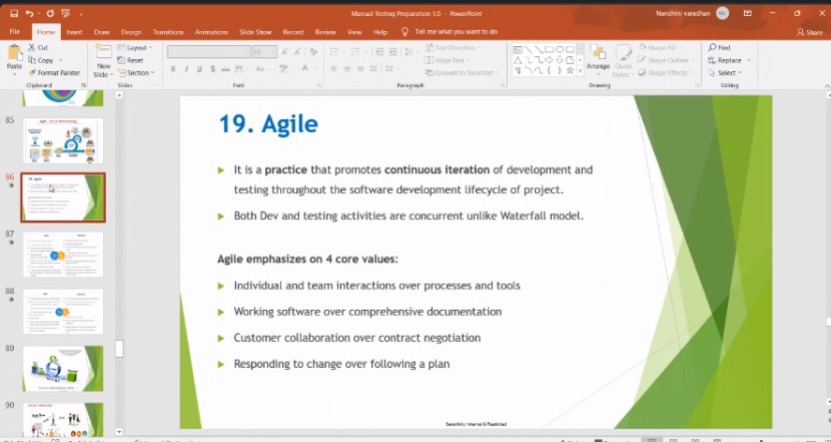 Manual Testing Preparation 1.0 - PowerPoint
Nandhini varadhan
File Home Insert Draw Design Transitions Animations Slide Show Record Review View Help Tell me what you want to do
Share
Paste
Cut
Copy
Format Painter
Clipboard
New
Slide
Layout
Reset
Section
Slides
Font
Text Direction
Align Text
Convert to SmartArt
Paragraph
Arrange
Quick
Styles
Shape Fill
Shape Outline
Shape Effects
Drawing
Find
Replace
Select
Editing
85
86
87
88
89
90
19. Agile
It is a practice that promotes continuous iteration of development and
testing throughout the software development lifecycle of project.
Both Dev and testing activities are concurrent unlike Waterfall model.
Agile emphasizes on 4 core values:
Individual and team interactions over processes and tools
Working software over comprehensive documentation
Customer collaboration over contract negotiation
Responding to change over following a plan
Sensitivity: Internal & Restricted